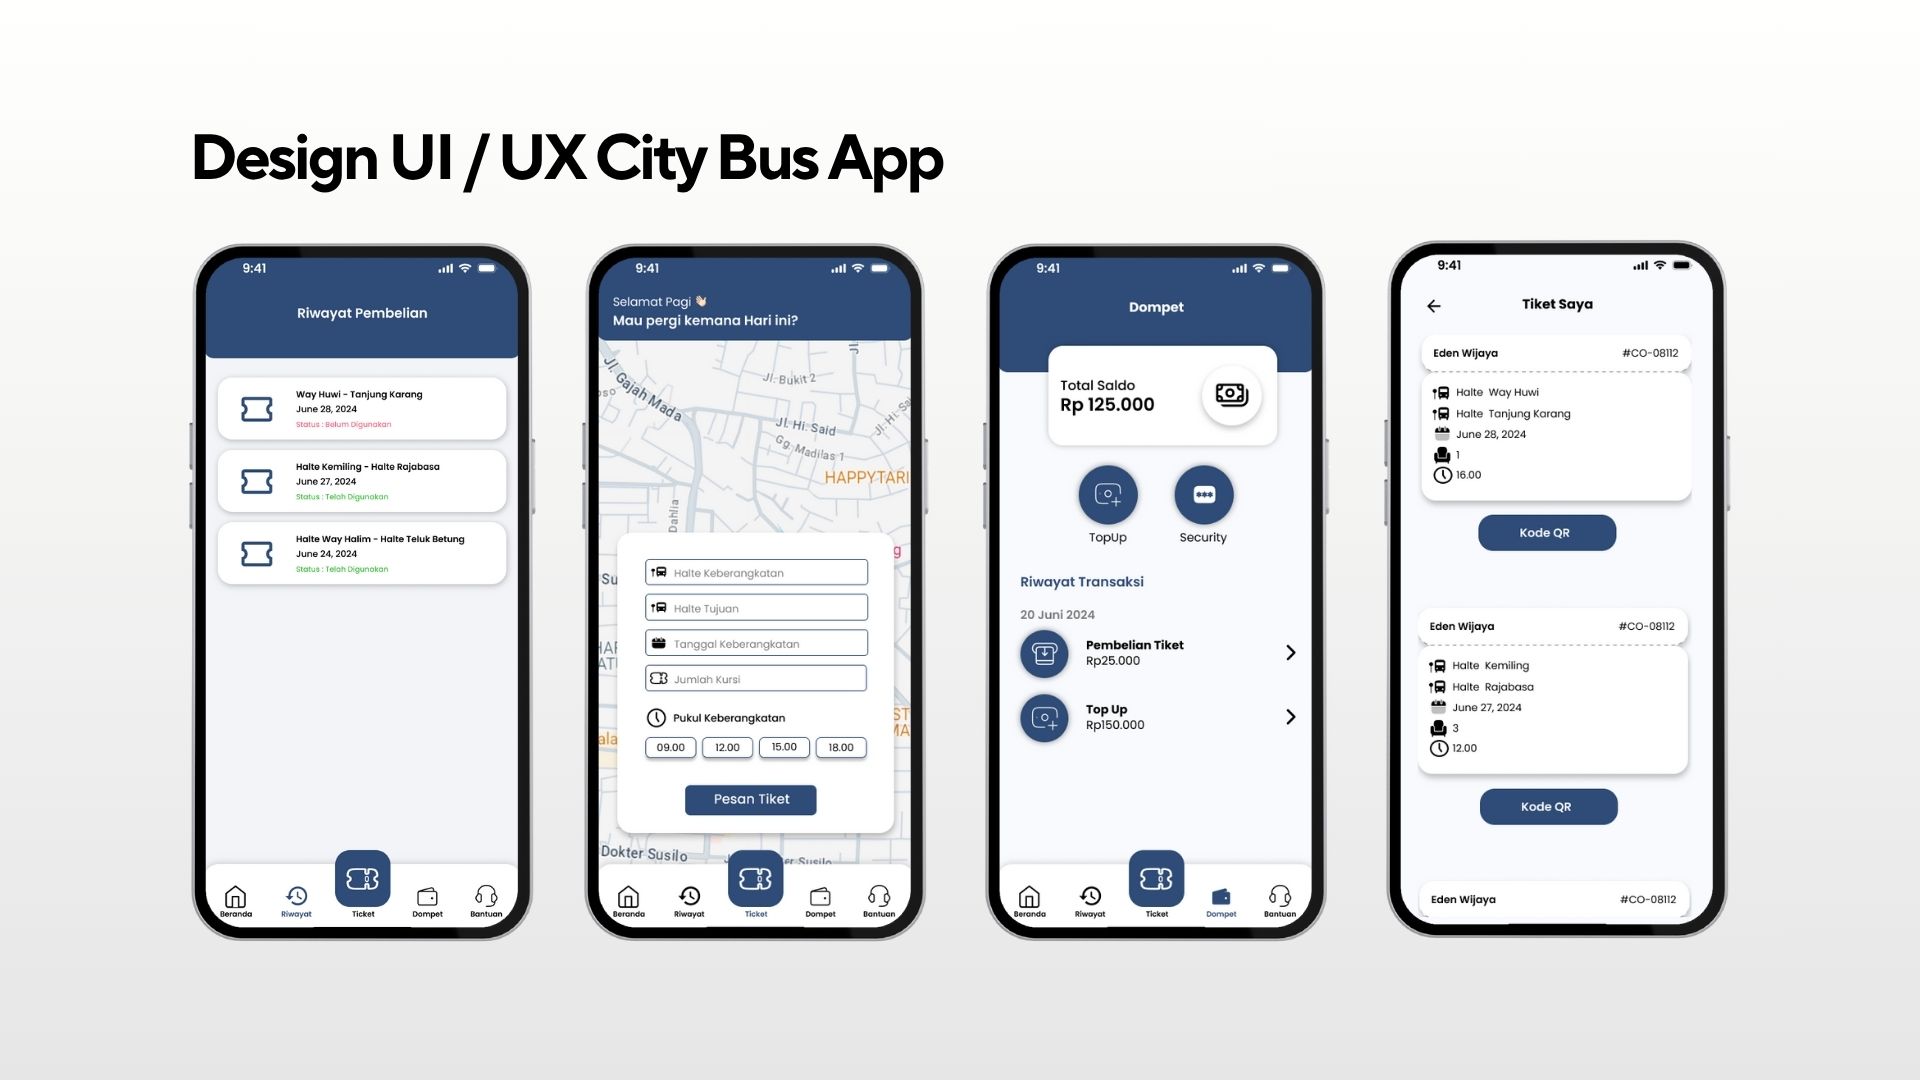 Design UI / UX City Bus App
9:41
Riwayat Pembelian
Way Huwi - Tanjung Karang
June 28, 2024
Status : Belum Digunakan
Halte Kemiling - Halte Rajabasa
June 27, 2024
Status : Telah Digunakan
Halte Way Halim - Halte Teluk Betung
June 24, 2024
Status : Telah Digunakan
Beranda
Riwayat
Ticket
Dompet
Bantuan
9:41
Selamat Pagi 👋🏻
Mau pergi kemana Hari ini?
Jl. Gajah Mada
Jl. Bukit 2
Jl. Hi. Said
Gg. Madilas 1
Jl. Hi. Sa
HAPPYTARI
Dahlia
Halte Keberangkatan
Halte Tujuan
Tanggal Keberangkatan
Jumlah Kursi
Pukul Keberangkatan
09.00 12.00 15.00 18.00
Pesan Tiket
Dokter Susilo
er Susilo
Beranda
Riwayat
Ticket
Dompet
Bantuan
9:41
Dompet
Total Saldo
Rp 125.000
TopUp
Security
Riwayat Transaksi
20 Juni 2024
Pembelian Tiket
Rp25.000
Top Up
Rp150.000
Beranda
Riwayat
Ticket
Dompet
Bantuan
9:41
Tiket Saya
Eden Wijaya #CO-08112
Halte Way Huwi
Halte Tanjung Karang
June 28, 2024
1
16.00
Kode QR
Eden Wijaya #CO-08112
Halte Kemiling
Halte Rajabasa
June 27, 2024
3
12.00
Kode QR
Eden Wijaya #CO-08112